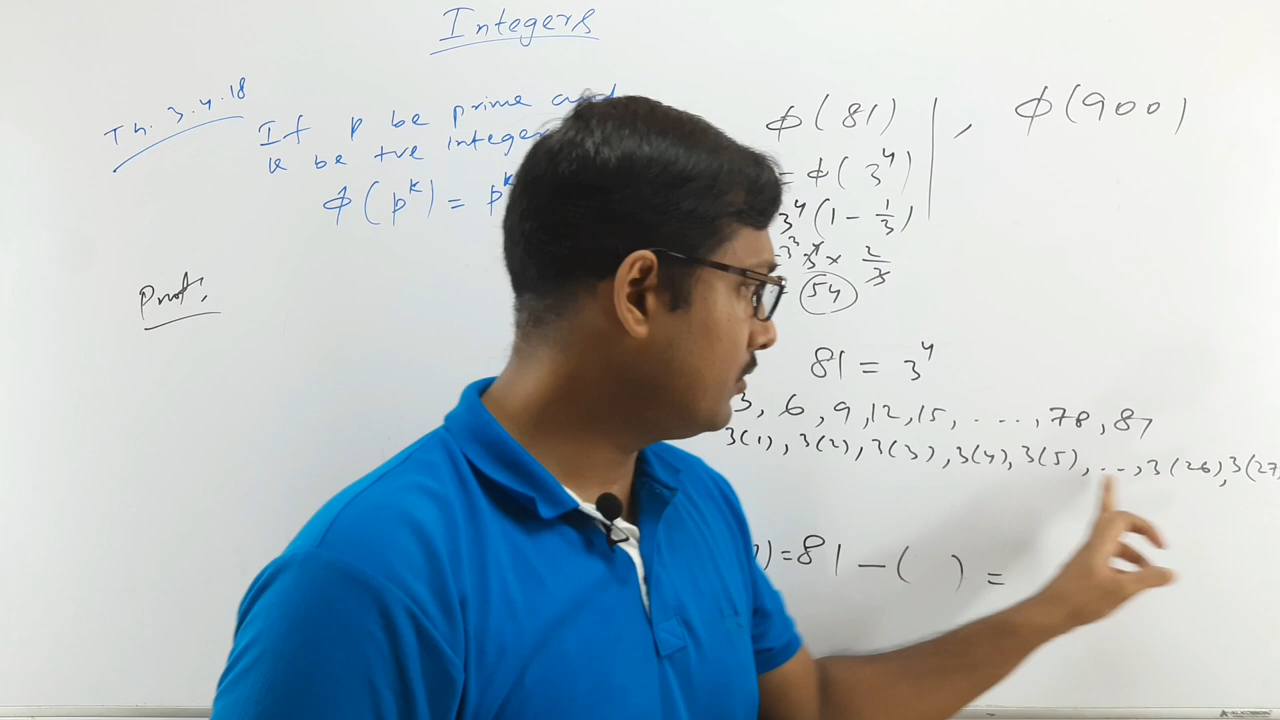 Integers
Th. 3.4.18
If p be prime and
k be +ve integer
ϕ(p^k) = p^k
Proof:
ϕ(81)
= ϕ(3^4)
3^4(1 - 1/3)
= 3^3 3^4 × 2/3
54
, ϕ(900)
81 = 3^4
3, 6, 9, 12, 15, ...., 78, 81
3(1), 3(2), 3(3), 3(4), 3(5), ..., 3(26), 3(27)
) = 81 - ( ) =